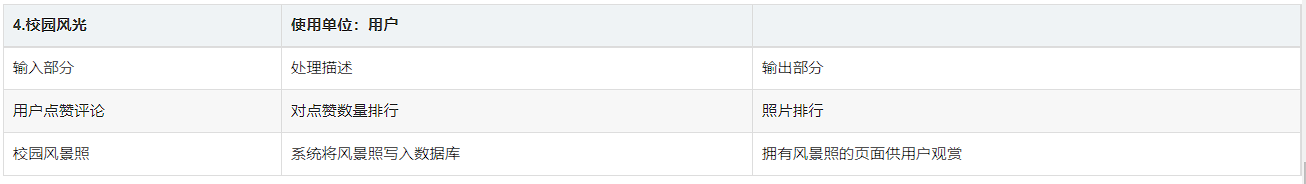 4.校园风光 使用单位：用户
输入部分 处理描述 输出部分
用户点赞评论 对点赞数量排行 照片排行
校园风景照 系统将风景照写入数据库 拥有风景照的页面供用户观赏